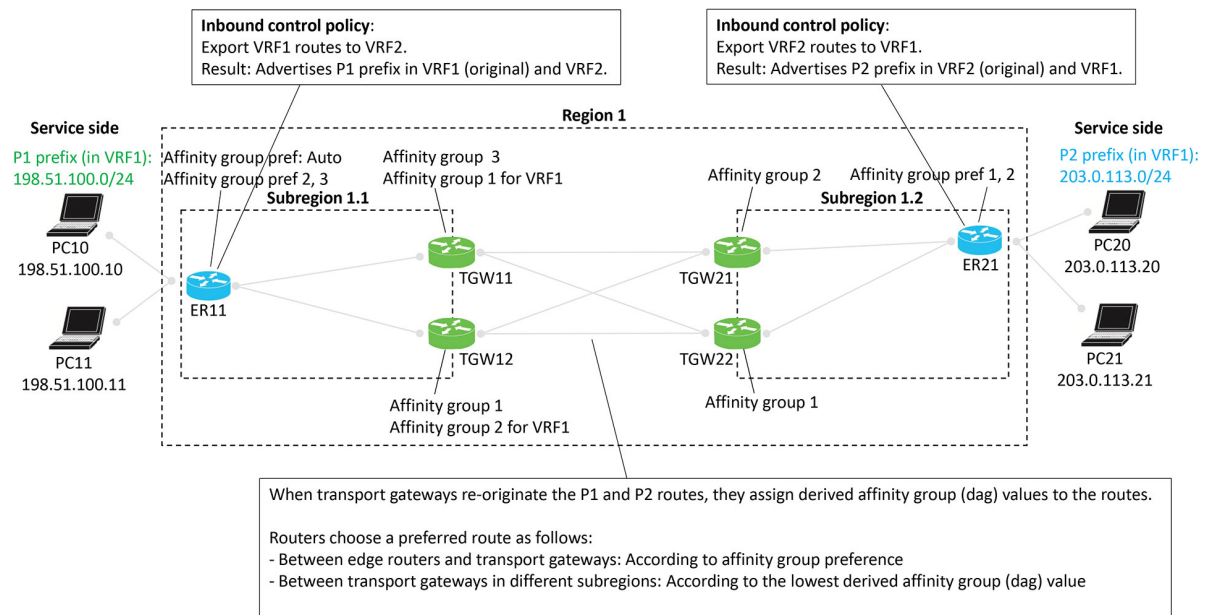 Inbound control policy:
Export VRF1 routes to VRF2.
Result: Advertises P1 prefix in VRF1 (original) and VRF2.
Inbound control policy:
Export VRF2 routes to VRF1.
Result: Advertises P2 prefix in VRF2 (original) and VRF1.
Region 1
Service side
P1 prefix (in VRF1):
198.51.100.0/24
PC10
198.51.100.10
PC11
198.51.100.11
Affinity group pref: Auto
Affinity group pref 2, 3
Subregion 1.1
ER11
Affinity group 3
Affinity group 1 for VRF1
TGW11
TGW12
Affinity group 1
Affinity group 2 for VRF1
Affinity group 2
TGW21
TGW22
Affinity group 1
Affinity group pref 1, 2
Subregion 1.2
ER21
Service side
P2 prefix (in VRF1):
203.0.113.0/24
PC20
203.0.113.20
PC21
203.0.113.21
When transport gateways re-originate the P1 and P2 routes, they assign derived affinity group (dag) values to the routes.
Routers choose a preferred route as follows:
- Between edge routers and transport gateways: According to affinity group preference
- Between transport gateways in different subregions: According to the lowest derived affinity group (dag) value